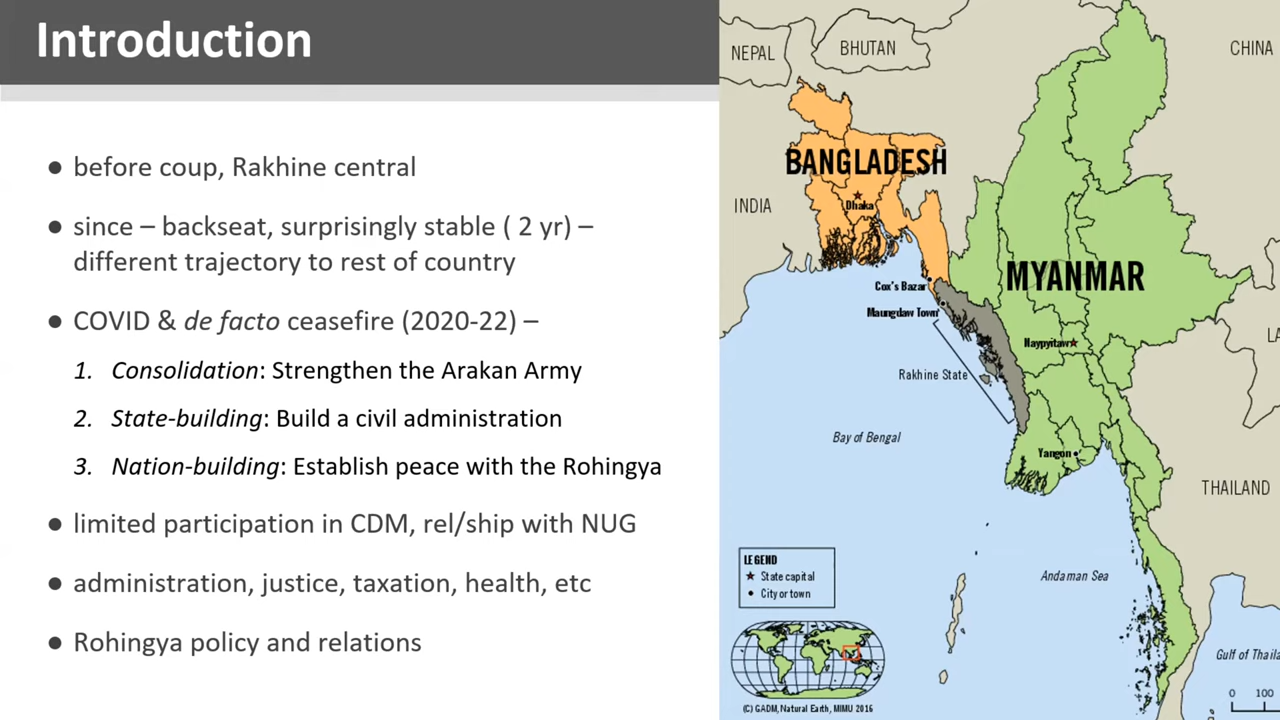 Introduction
● before coup, Rakhine central
● since – backseat, surprisingly stable ( 2 yr) –
different trajectory to rest of country
● COVID & de facto ceasefire (2020-22) –
1. Consolidation: Strengthen the Arakan Army
2. State-building: Build a civil administration
3. Nation-building: Establish peace with the Rohingya
● limited participation in CDM, rel/ship with NUG
● administration, justice, taxation, health, etc
● Rohingya policy and relations
NEPAL
BHUTAN
CHINA
BANGLADESH
INDIA
Dhaka
MYANMAR
Cox's Bazar
Maungdaw Town
Naypyitaw
LA
Rakhine State
Bay of Bengal
Yangon
THAILAND
LEGEND
★ State capital
• City or town
Andaman Sea
Gulf of Thaila
0 100
(C) GADM, Natural Earth, MIMU 2016